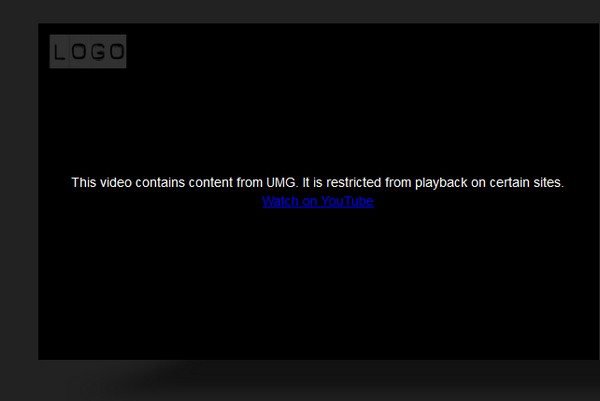 LOGO
This video contains content from UMG. It is restricted from playback on certain sites.
Watch on YouTube